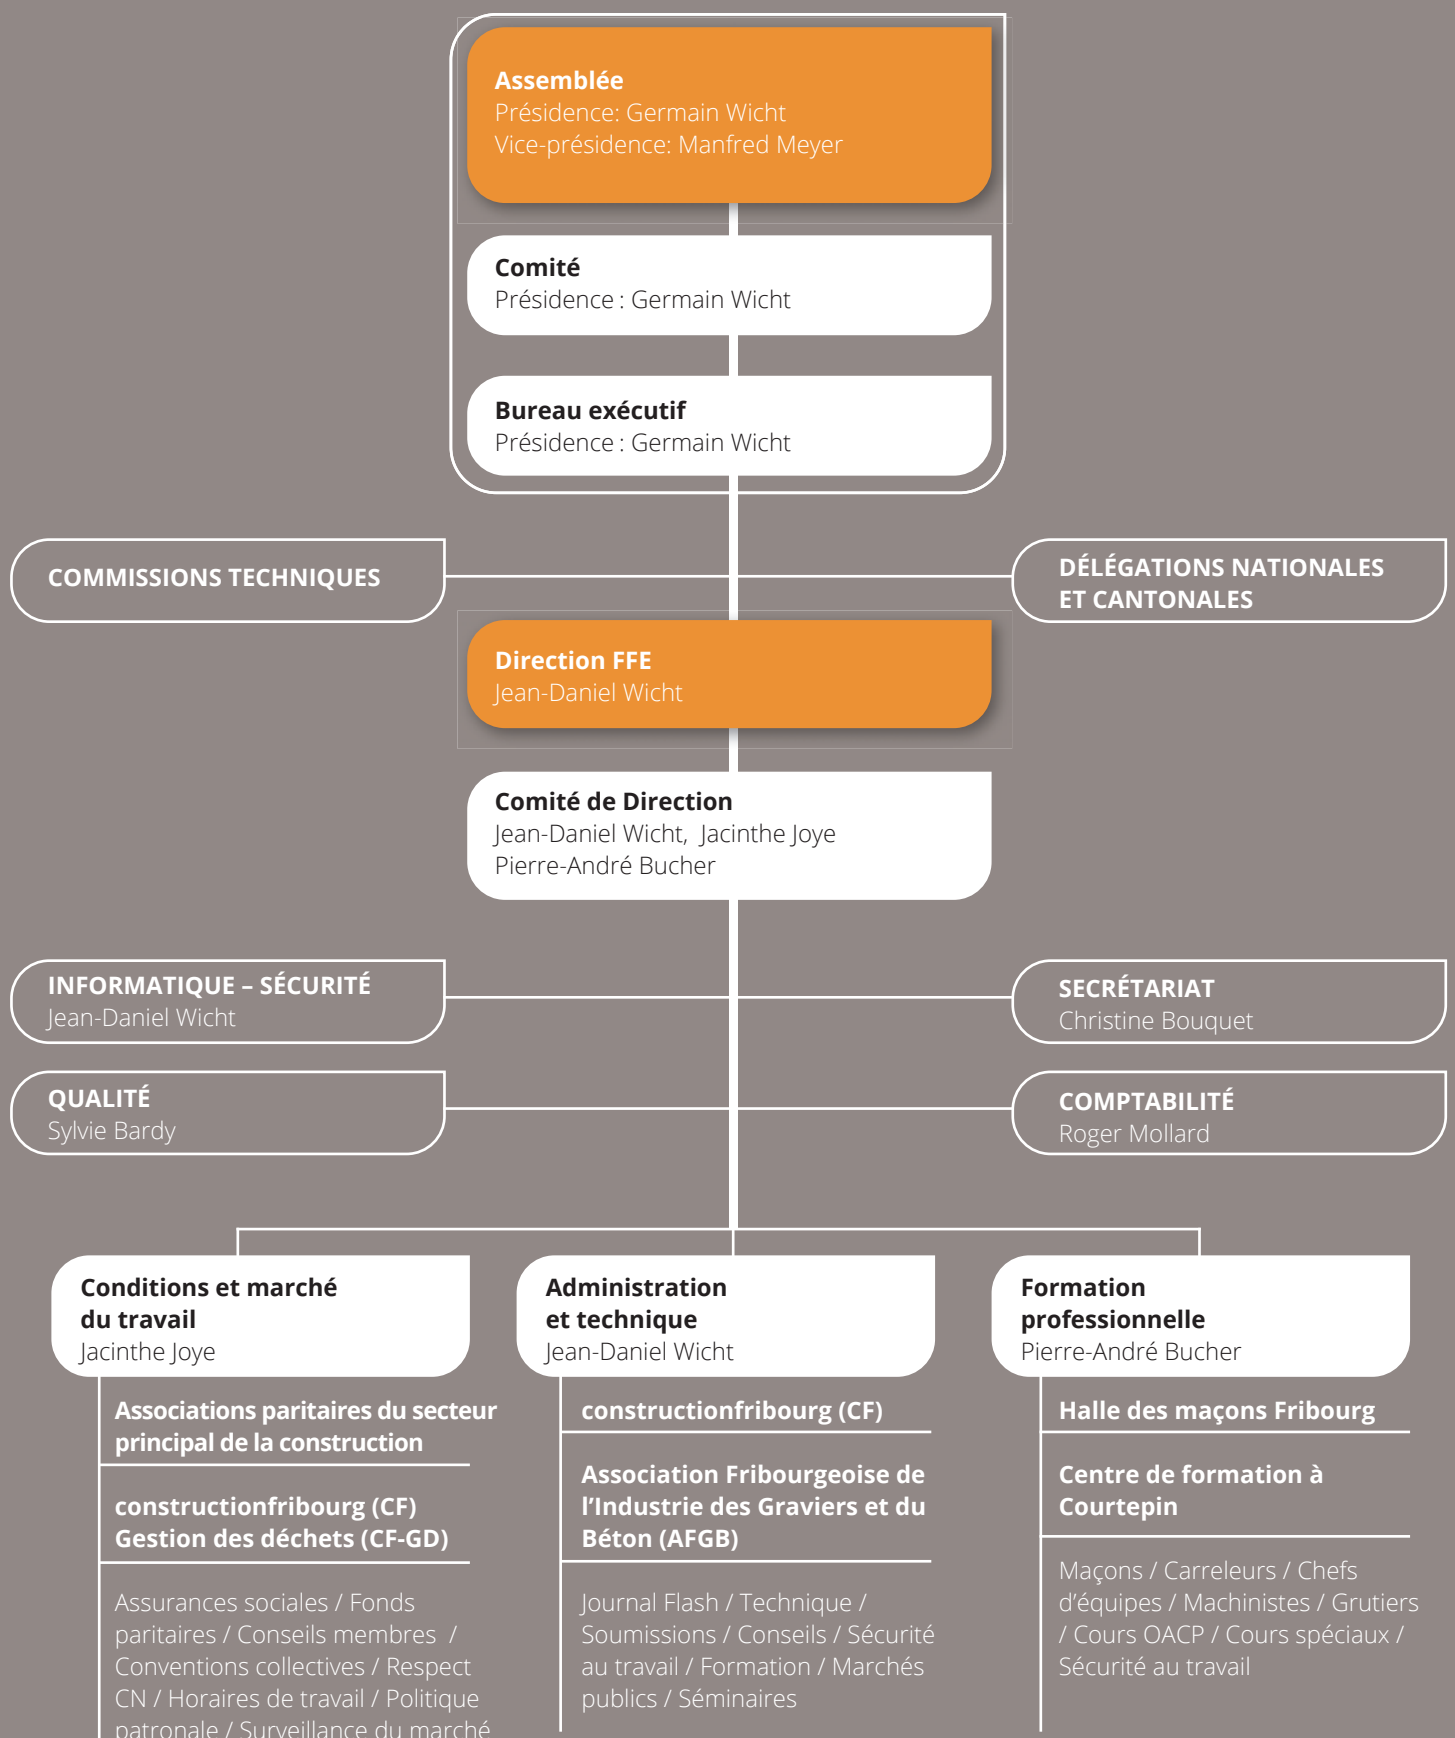 Assemblée
Présidence: Germain Wicht
Vice-présidence: Manfred Meyer
Comité
Présidence : Germain Wicht
Bureau exécutif
Présidence : Germain Wicht
COMMISSIONS TECHNIQUES
DÉLÉGATIONS NATIONALES
ET CANTONALES
Direction FFE
Jean-Daniel Wicht
Comité de Direction
Jean-Daniel Wicht, Jacinthe Joye
Pierre-André Bucher
INFORMATIQUE – SÉCURITÉ
Jean-Daniel Wicht
SECRÉTARIAT
Christine Bouquet
QUALITÉ
Sylvie Bardy
COMPTABILITÉ
Roger Mollard
Conditions et marché
du travail
Jacinthe Joye
Associations paritaires du secteur
principal de la construction
constructionfribourg (CF)
Gestion des déchets (CF-GD)
Assurances sociales / Fonds
paritaires / Conseils membres /
Conventions collectives / Respect
CN / Horaires de travail / Politique
patronale / Surveillance du marché
Administration
et technique
Jean-Daniel Wicht
constructionfribourg (CF)
Association Fribourgeoise de
l'Industrie des Graviers et du
Béton (AFGB)
Journal Flash / Technique /
Soumissions / Conseils / Sécurité
au travail / Formation / Marchés
publics / Séminaires
Formation
professionnelle
Pierre-André Bucher
Halle des maçons Fribourg
Centre de formation à
Courtepin
Maçons / Carreleurs / Chefs
d'équipes / Machinistes / Grutiers
/ Cours OACP / Cours spéciaux /
Sécurité au travail